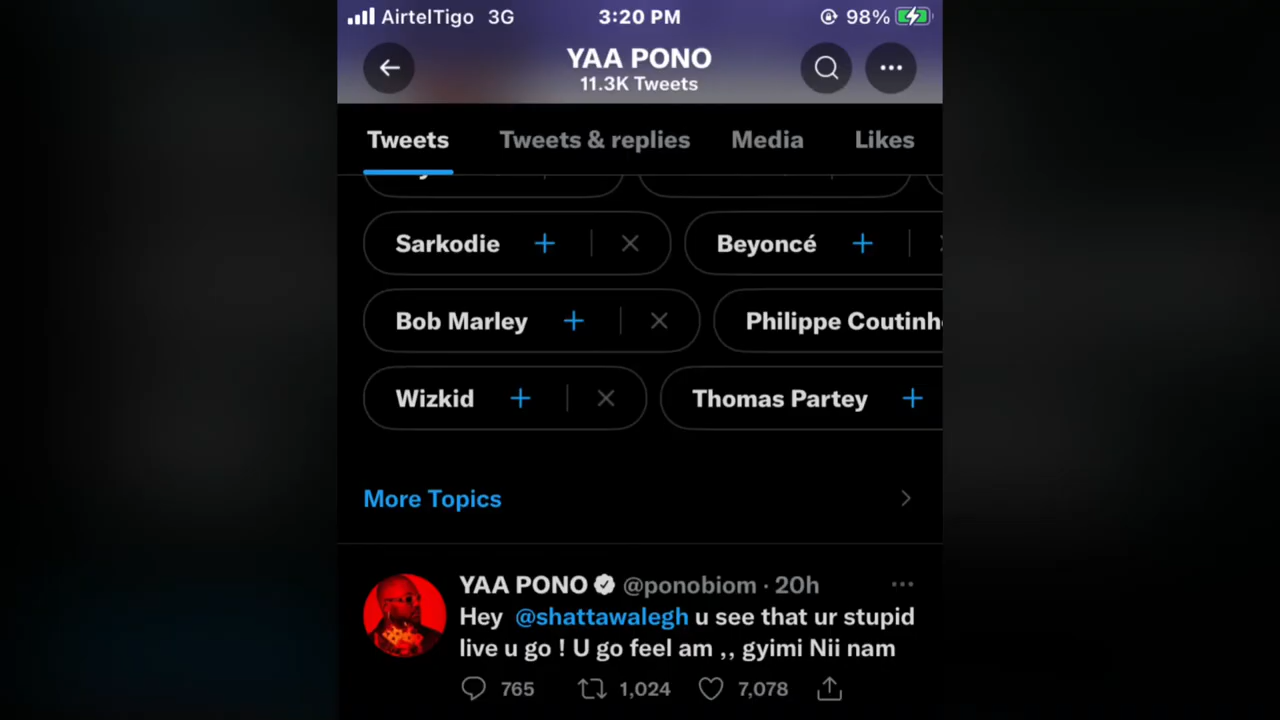 AirtelTigo 3G 3:20 PM 98%
YAA PONO
11.3K Tweets
Tweets Tweets & replies Media Likes
Sarkodie Beyoncé
Bob Marley Philippe Coutinh
Wizkid Thomas Partey
More Topics
YAA PONO @ponobiom · 20h
Hey @shattawalegh u see that ur stupid
live u go ! U go feel am ,, gyimi Nii nam
765 1,024 7,078